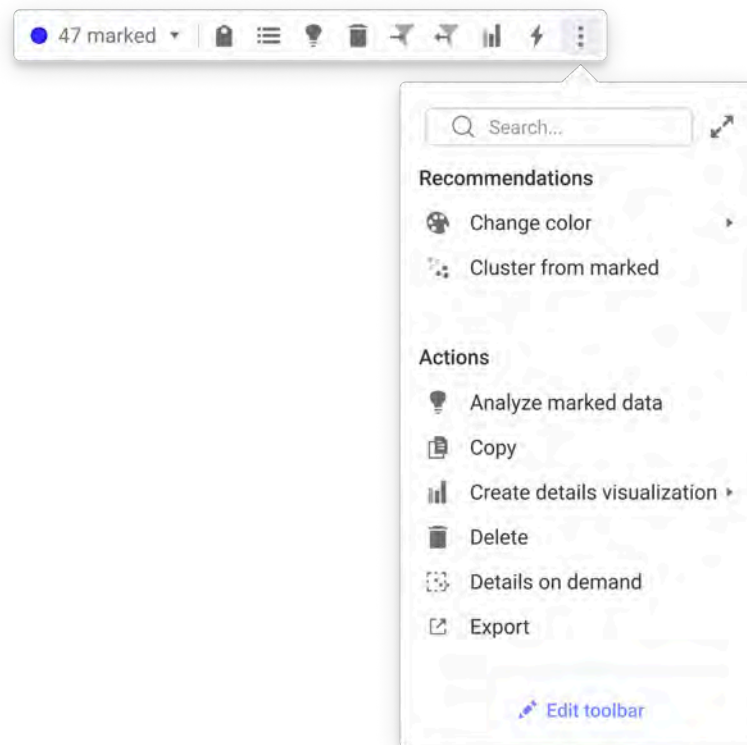 47 marked
Search...
Recommendations
Change color
Cluster from marked
Actions
Analyze marked data
Copy
Create details visualization
Delete
Details on demand
Export
Edit toolbar